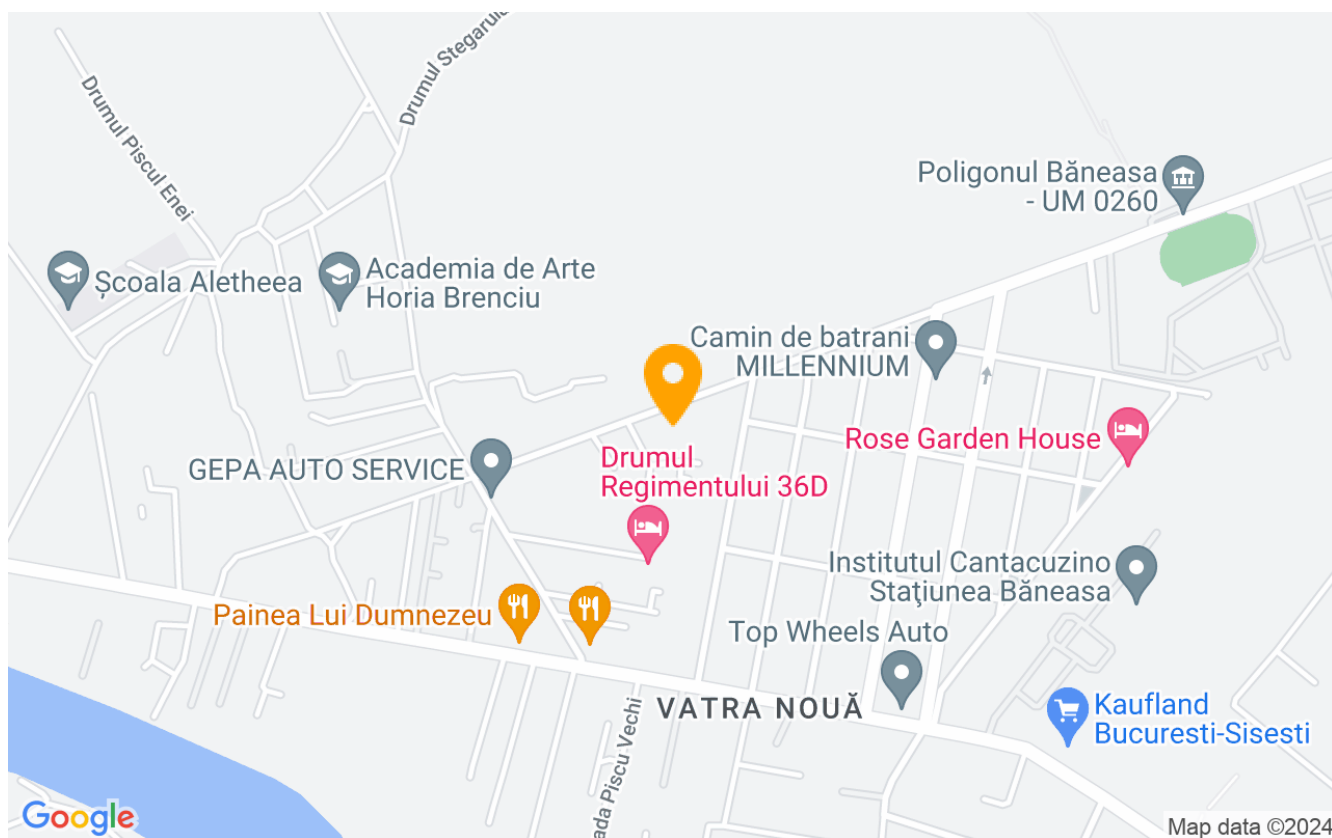 Drumul Stegarului
Drumul Piscul Enei
Poligonul Băneasa
- UM 0260
Școala Aletheea
Academia de Arte
Horia Brenciu
Camin de batrani
MILLENNIUM
Rose Garden House
GEPA AUTO SERVICE
Drumul
Regimentului 36D
Institutul Cantacuzino
Staţiunea Băneasa
Painea Lui Dumnezeu
Top Wheels Auto
VATRA NOUĂ
Kaufland
Bucuresti-Sisesti
ada Piscu Vechi
Google
Map data ©2024